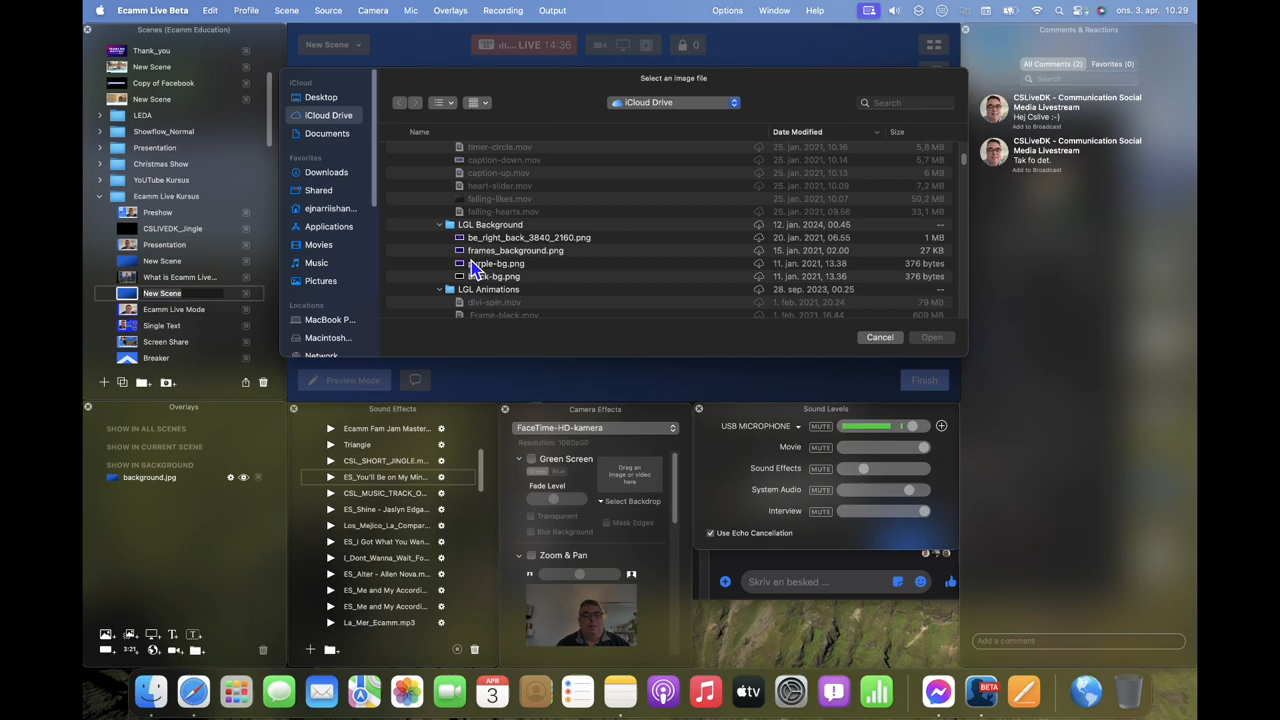 Ecamm Live Beta Edit Profile Scene Source Camera Mic Overlays Recording Output Options Window Help ons. 3. apr. 10.29
Scenes (Ecamm Education)
Thank_you
New Scene
Copy of Facebook
New Scene
LEDA
Showflow_Normal
Presentation
Christmas Show
YoUTube Kursus
Ecamm Live Kursus
Preshow
CSLIVEDK_Jingle
Presentation
New Scene
What is Ecamm Live...
New Scene
Ecamm Live Mode
Single Text
Screen Share
Breaker
New Scene
LIVE 14:36
0
Select an image file
iCloud
Desktop
iCloud Drive
Documents
Favorites
Downloads
Shared
ejnarriishan...
Applications
Movies
Music
Pictures
Locations
MacBook P...
Macintosh...
Network
iCloud Drive
Search
Name Date Modified Size
timer-circle.mov 25. jan. 2021, 10.16 5,8 MB
caption-down.mov 25. jan. 2021, 10.14 5,7 MB
caption-up.mov 25. jan. 2021, 10.13 6 MB
heart-slider.mov 25. jan. 2021, 10.09 7,2 MB
falling-likes.mov 25. jan. 2021, 10.07 50,2 MB
falling-hearts.mov 25. jan. 2021, 09.56 33,1 MB
LGL Background 12. jan. 2024, 00.45 --
be_right_back_3840_2160.png 20. jan. 2021, 06.55 1 MB
frames_background.png 15. jan. 2021, 02.00 27 KB
purple-bg.png 11. jan. 2021, 13.38 376 bytes
11. jan. 2021, 13.36 376 bytes
LGL Animations 28. sep. 2023, 00.25 --
divi-spin.mov 1. feb. 2021, 20.24 79 MB
Frame-black.mov 1. feb. 2021, 16.44 609 MB
Cancel Open
Preview Mode
Finish
Comments & Reactions
All Comments (2) Favorites (0)
Search
CSLiveDK - Communication Social
Media Livestream
Hej Cslive :-)
Add to Broadcast
CSLiveDK - Communication Social
Media Livestream
Tak fo det.
Add to Broadcast
Add a comment
Overlays
SHOW IN ALL SCENES
SHOW IN CURRENT SCENE
SHOW IN BACKGROUND
background.jpg
3:21
Sound Effects
Ecamm Fam Jam Master...
Triangle
CSL_SHORT_JINGLE.m...
ES_You'll Be on My Min...
CSL_MUSIC_TRACK_O...
ES_Shine - Jaslyn Edga...
Los_Mejico_La_Compar...
ES_I Got What You Wan...
I_Dont_Wanna_Wait_Fo...
ES_Alter - Allen Nova.m...
ES_Me and My Accordi...
ES_Me and My Accordi...
La_Mer_Ecamm.mp3
Camera Effects
FaceTime-HD-kamera
Resolution: 1080p30
Green Screen
Green Blue
Fade Level
Drag an
image or video
here
Select Backdrop
Transparent
Mask Edges
Blur Background
Zoom & Pan
Sound Levels
USB MICROPHONE MUTE
Movie MUTE
Sound Effects MUTE
System Audio MUTE
Interview MUTE
Use Echo Cancellation
Skriv en besked ...
APR
3
tv
BETA